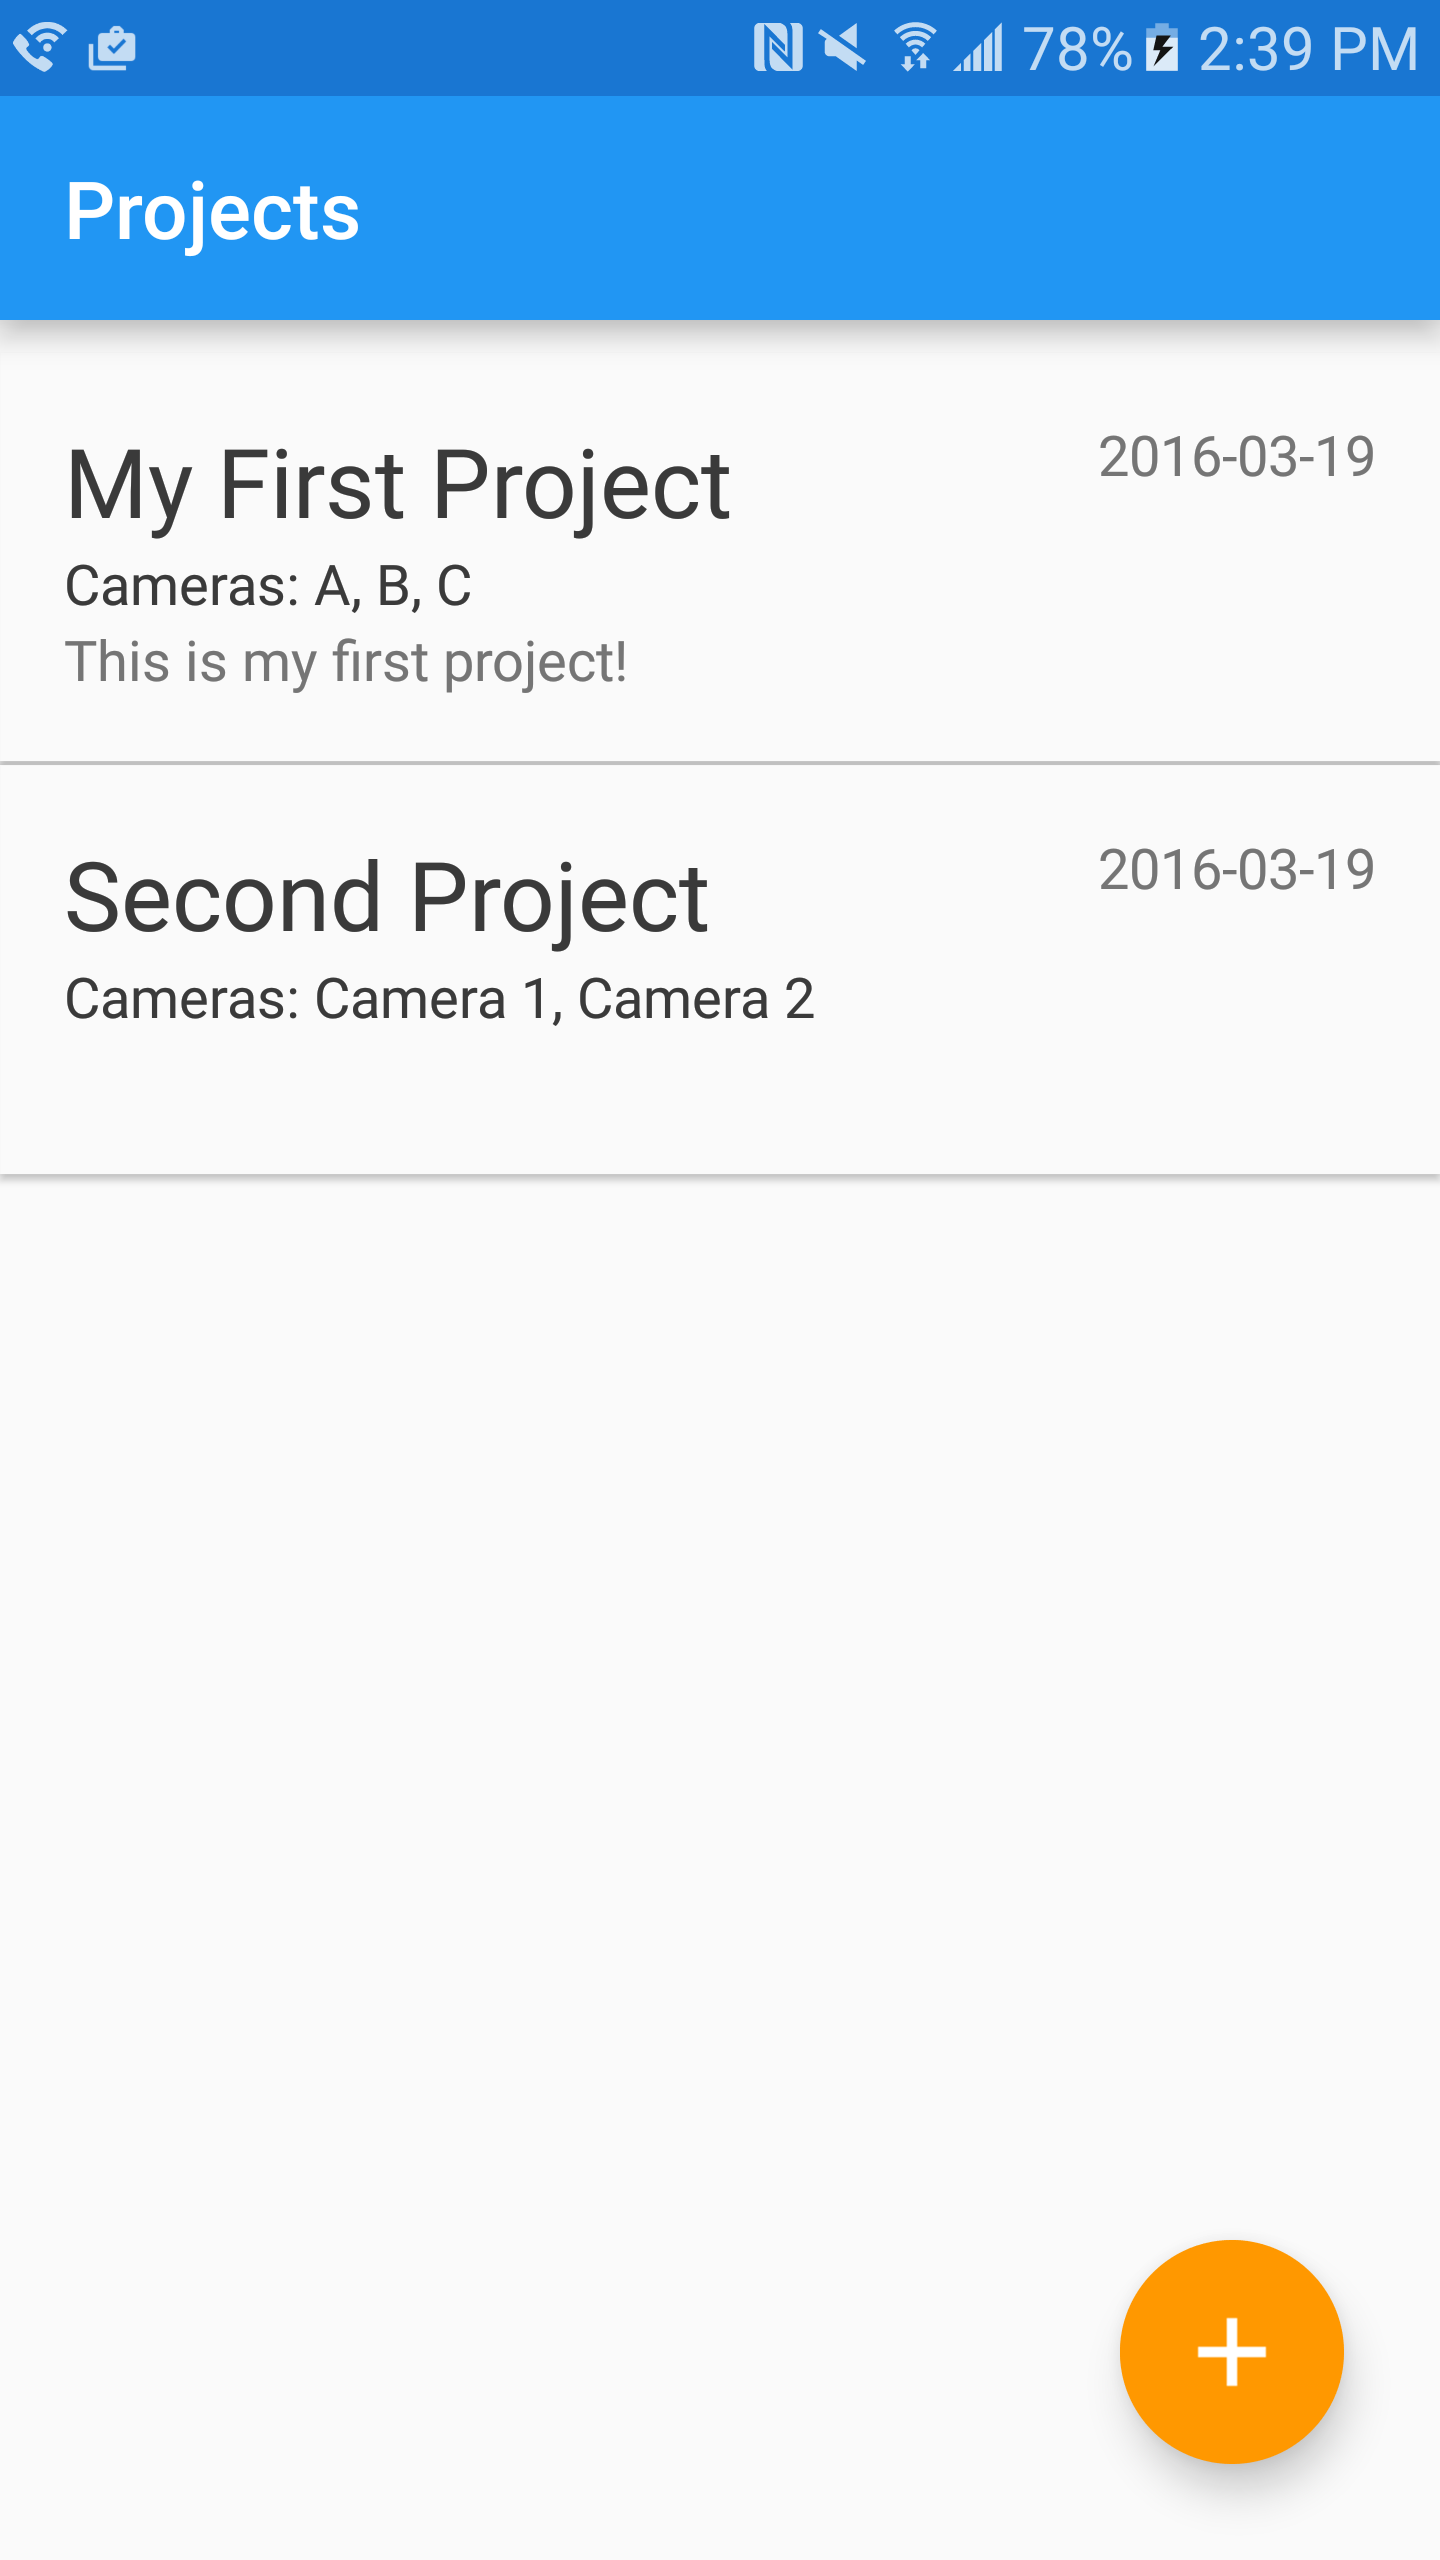 78% 2:39 PM
Projects
My First Project
2016-03-19
Cameras: A, B, C
This is my first project!
Second Project
2016-03-19
Cameras: Camera 1, Camera 2